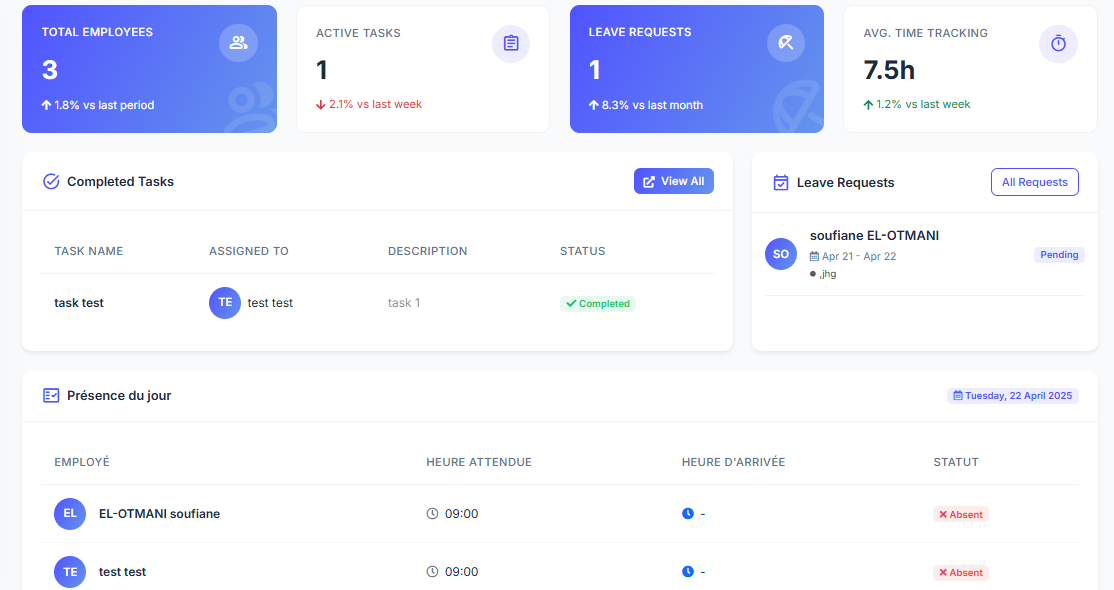 TOTAL EMPLOYEES
3
1.8% vs last period
ACTIVE TASKS
1
2.1% vs last week
LEAVE REQUESTS
1
8.3% vs last month
AVG. TIME TRACKING
7.5h
1.2% vs last week
Completed Tasks
View All
TASK NAME ASSIGNED TO DESCRIPTION STATUS
task test TE test test task 1 Completed
Leave Requests
All Requests
SO
soufiane EL-OTMANI
Apr 21 - Apr 22
,jhg
Pending
Présence du jour
Tuesday, 22 April 2025
EMPLOYÉ HEURE ATTENDUE HEURE D'ARRIVÉE STATUT
EL EL-OTMANI soufiane 09:00 - Absent
TE test test 09:00 - Absent